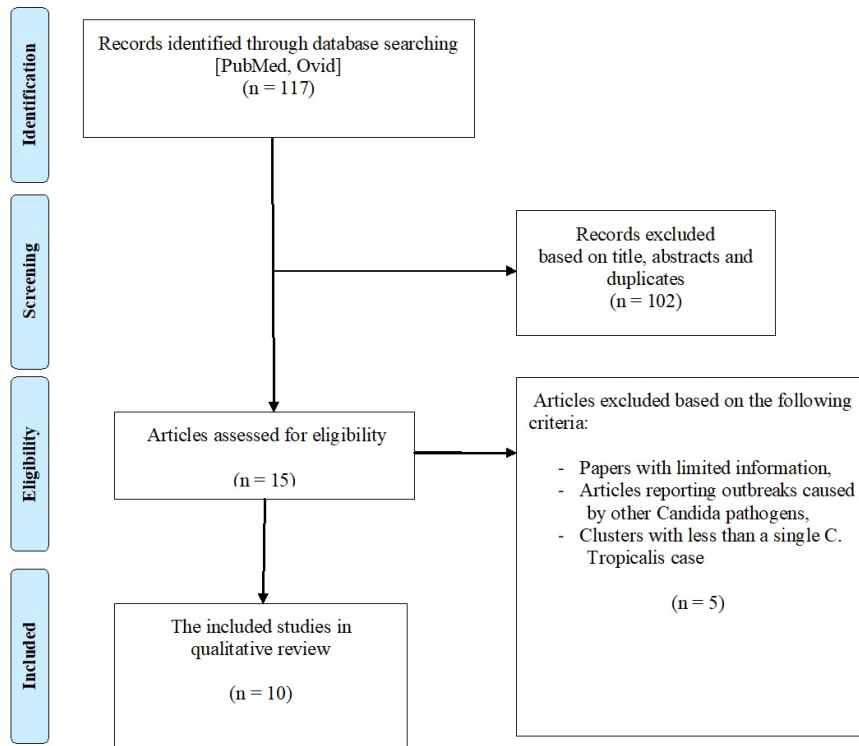 Identification
Records identified through database searching
[PubMed, Ovid]
(n = 117)
Screening
Records excluded
based on title, abstracts and
duplicates
(n = 102)
Eligibility
Articles assessed for eligibility
(n = 15)
Articles excluded based on the following
criteria:
- Papers with limited information,
- Articles reporting outbreaks caused
by other Candida pathogens,
- Clusters with less than a single C.
Tropicalis case
(n = 5)
Included
The included studies in
qualitative review
(n = 10)